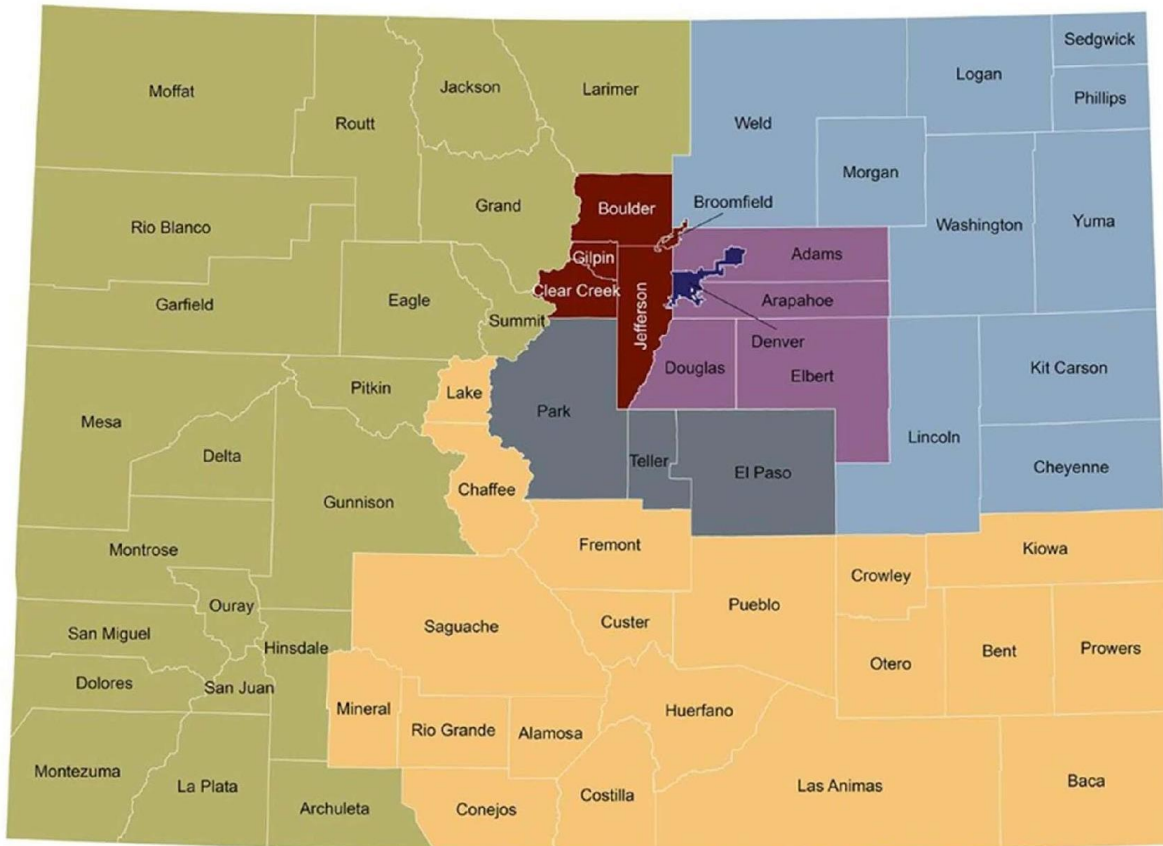 Sedgwick
Logan
Jackson
Larimer
Moffat
Phillips
Routt
Weld
Morgan
Broomfield
Boulder
Grand
Rio Blanco
Washington
Yuma
Gilpin
Adams
Clear Creek
Eagle
Arapahoe
Garfield
Summit
Jefferson
Denver
Douglas
Elbert
Kit Carson
Pitkin
Lake
Park
Mesa
Lincoln
Delta
Teller
El Paso
Cheyenne
Chaffee
Gunnison
Fremont
Kiowa
Montrose
Crowley
Ouray
Pueblo
Saguache
Custer
San Miguel
Hinsdale
Bent
Prowers
Otero
Dolores
San Juan
Mineral
Huerfano
Rio Grande
Alamosa
Montezuma
La Plata
Las Animas
Baca
Costilla
Archuleta
Conejos